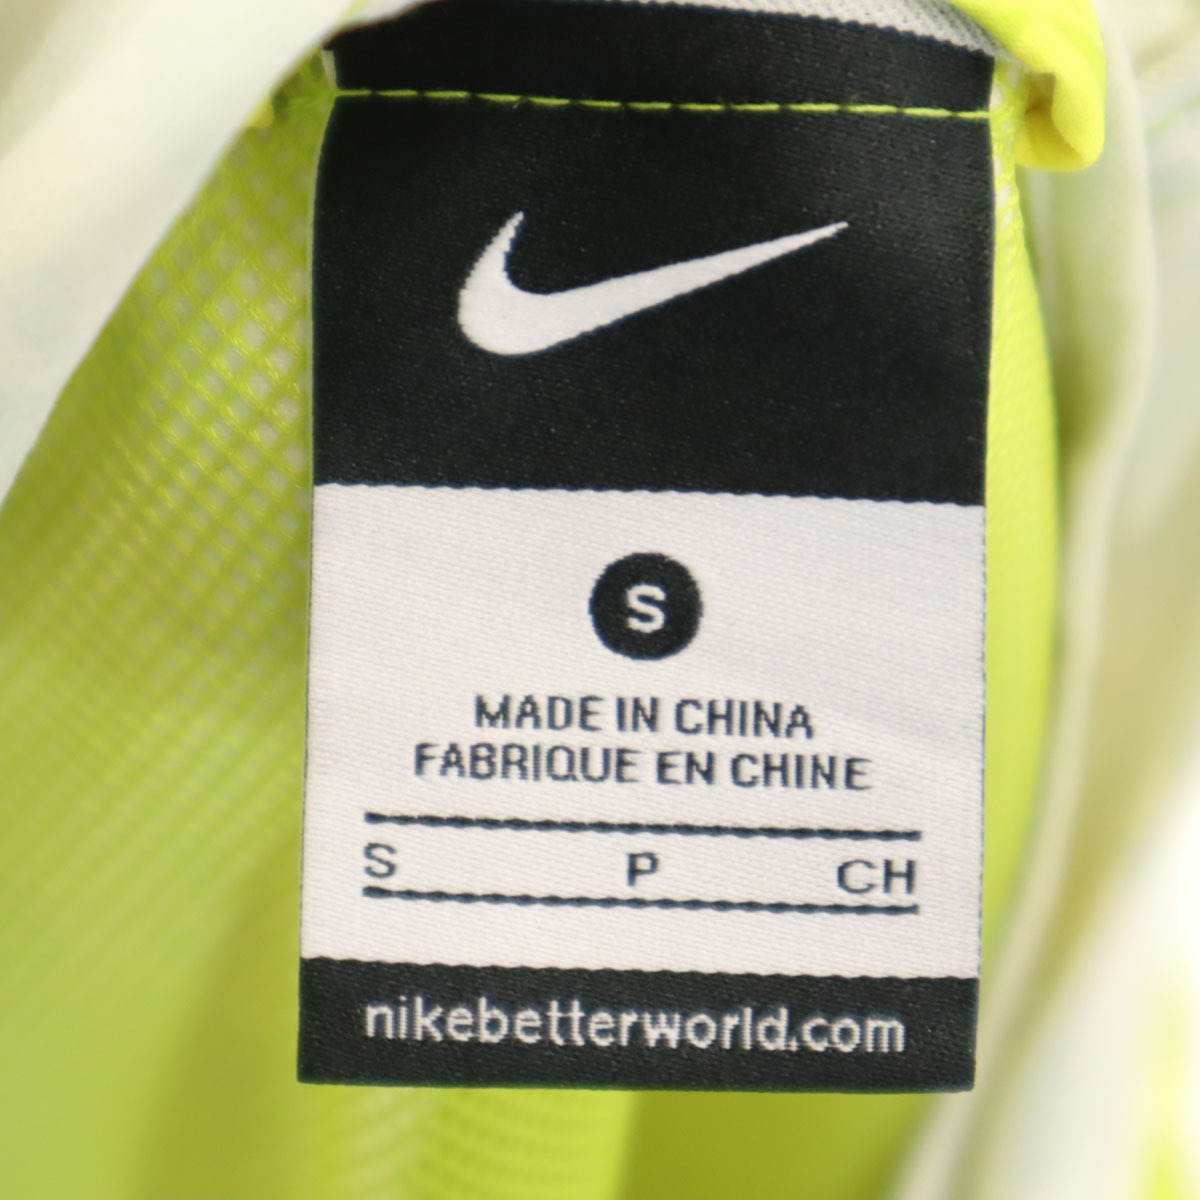 S
MADE IN CHINA
FABRIQUE EN CHINE
S P CH
nikebetterworld.com